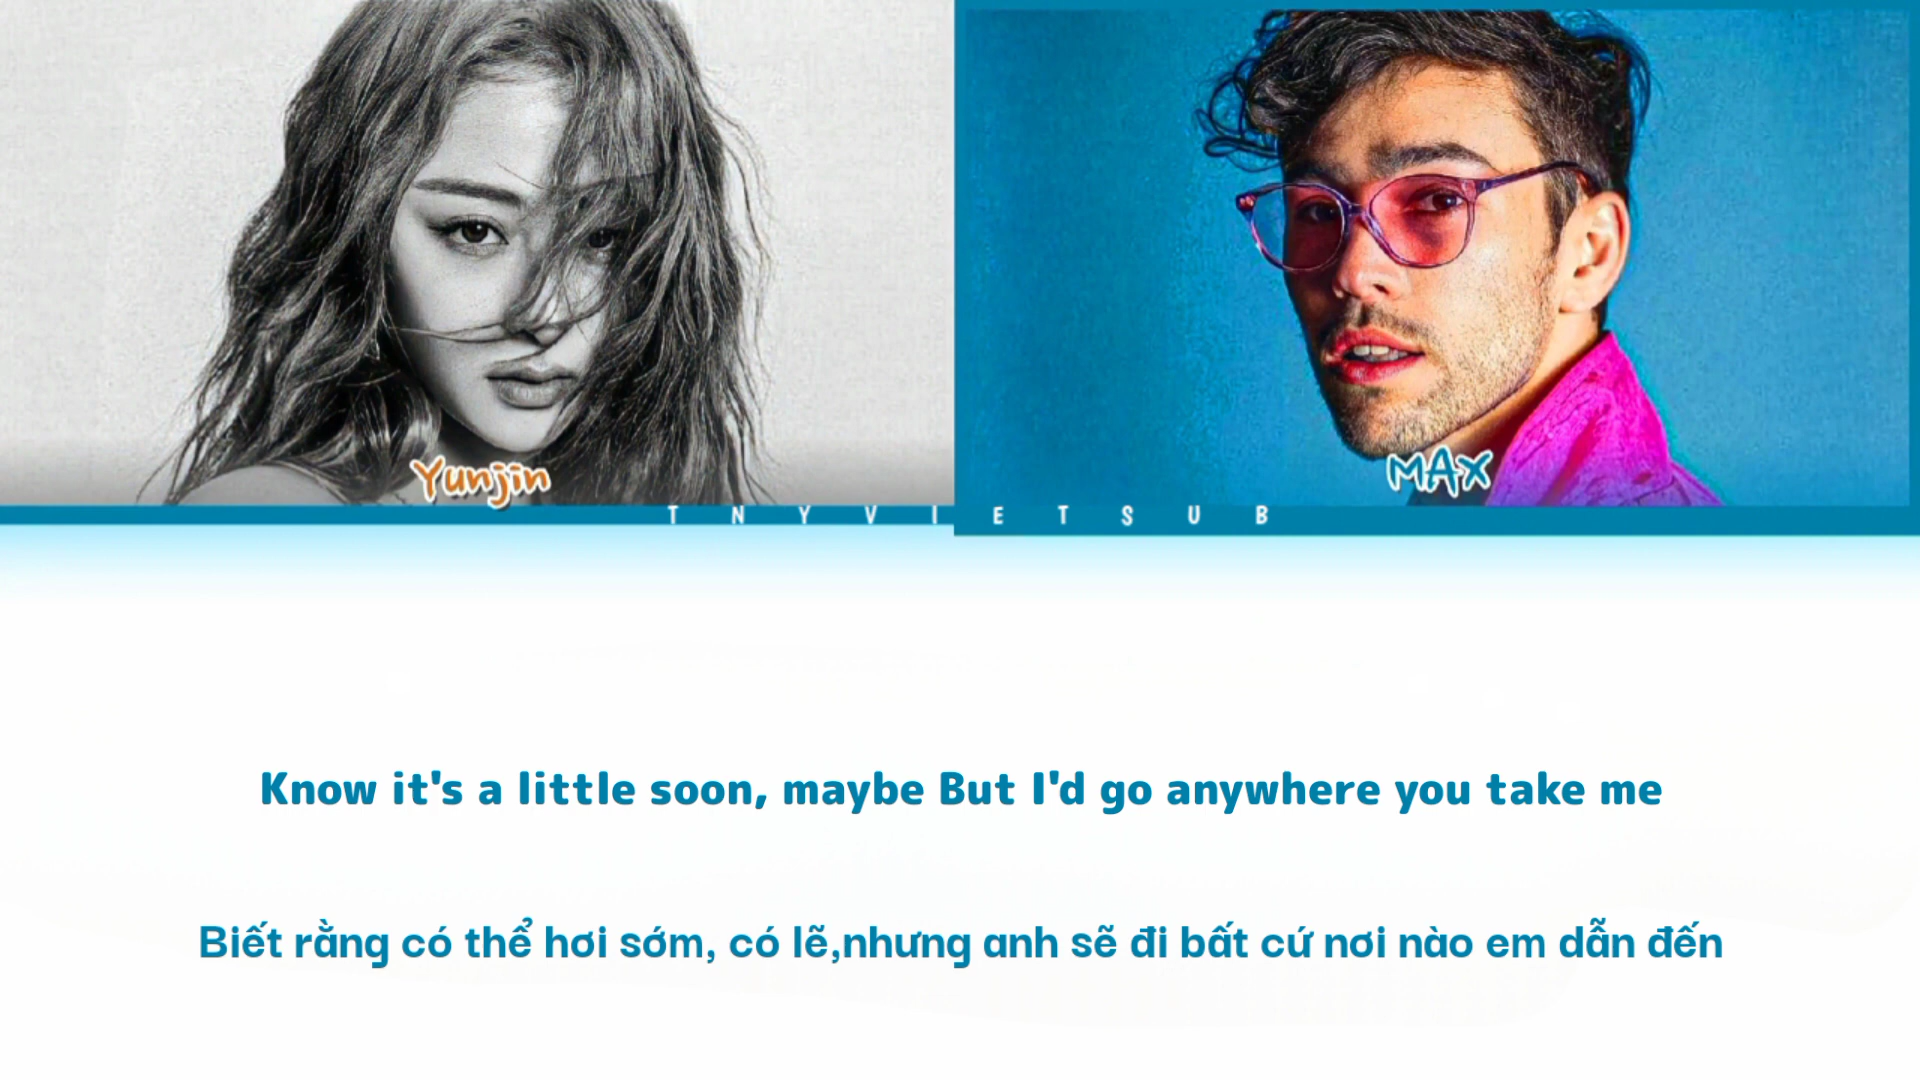 Yunjin
MAX
TNYVIETSUB
Know it's a little soon, maybe But I'd go anywhere you take me
Biết rằng có thể hơi sớm, có lẽ,nhưng anh sẽ đi bất cứ nơi nào em dẫn đến